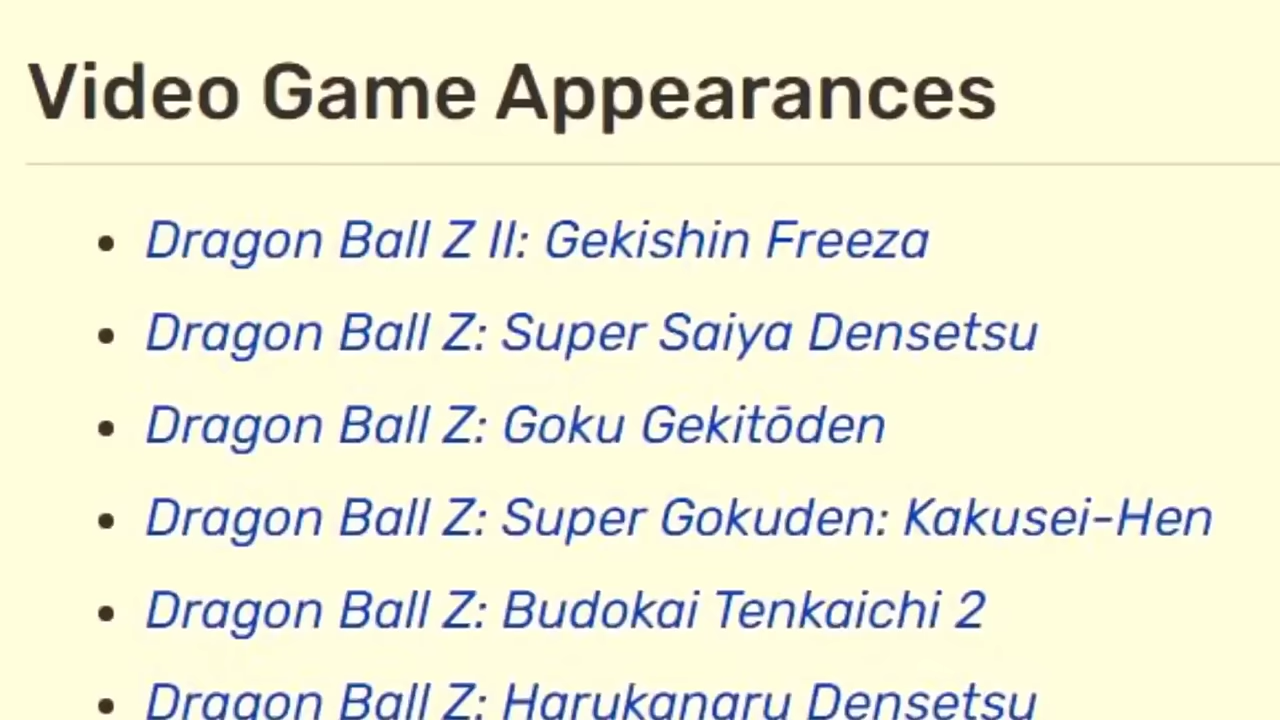 Video Game Appearances
Dragon Ball Z II: Gekishin Freeza
Dragon Ball Z: Super Saiya Densetsu
Dragon Ball Z: Goku Gekitōden
Dragon Ball Z: Super Gokuden: Kakusei-Hen
Dragon Ball Z: Budokai Tenkaichi 2
Dragon Ball Z: Harukanaru Densetsu